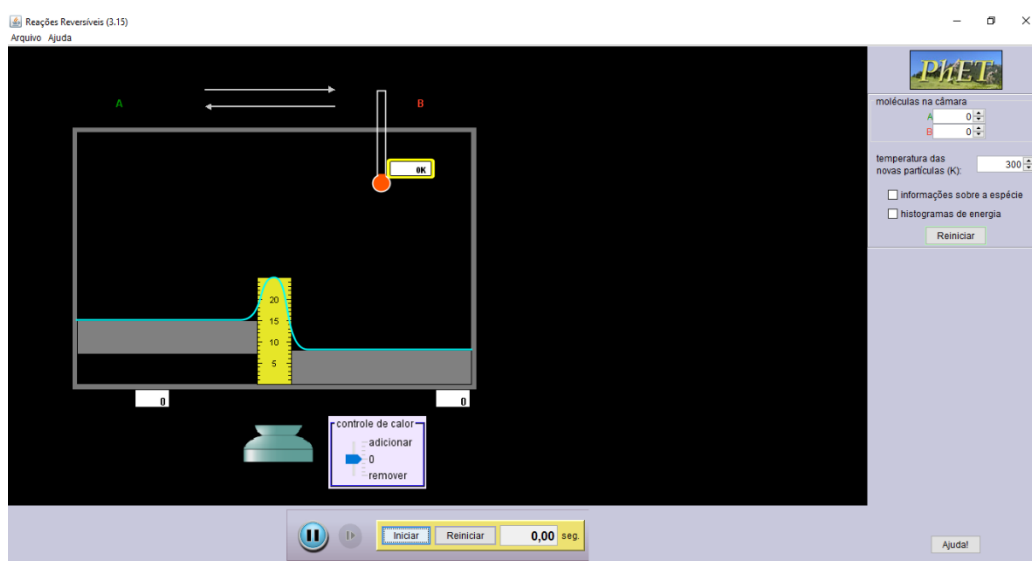 Reações Reversíveis (3.15)
Arquivo Ajuda
PhET
A
B
moléculas na câmara
A 0
B 0
0K
temperatura das
novas partículas (K): 300
informações sobre a espécie
histogramas de energia
Reiniciar
20
15
10
5
0
0
controle de calor
adicionar
0
remover
Iniciar Reiniciar 0,00 seg.
Ajuda!